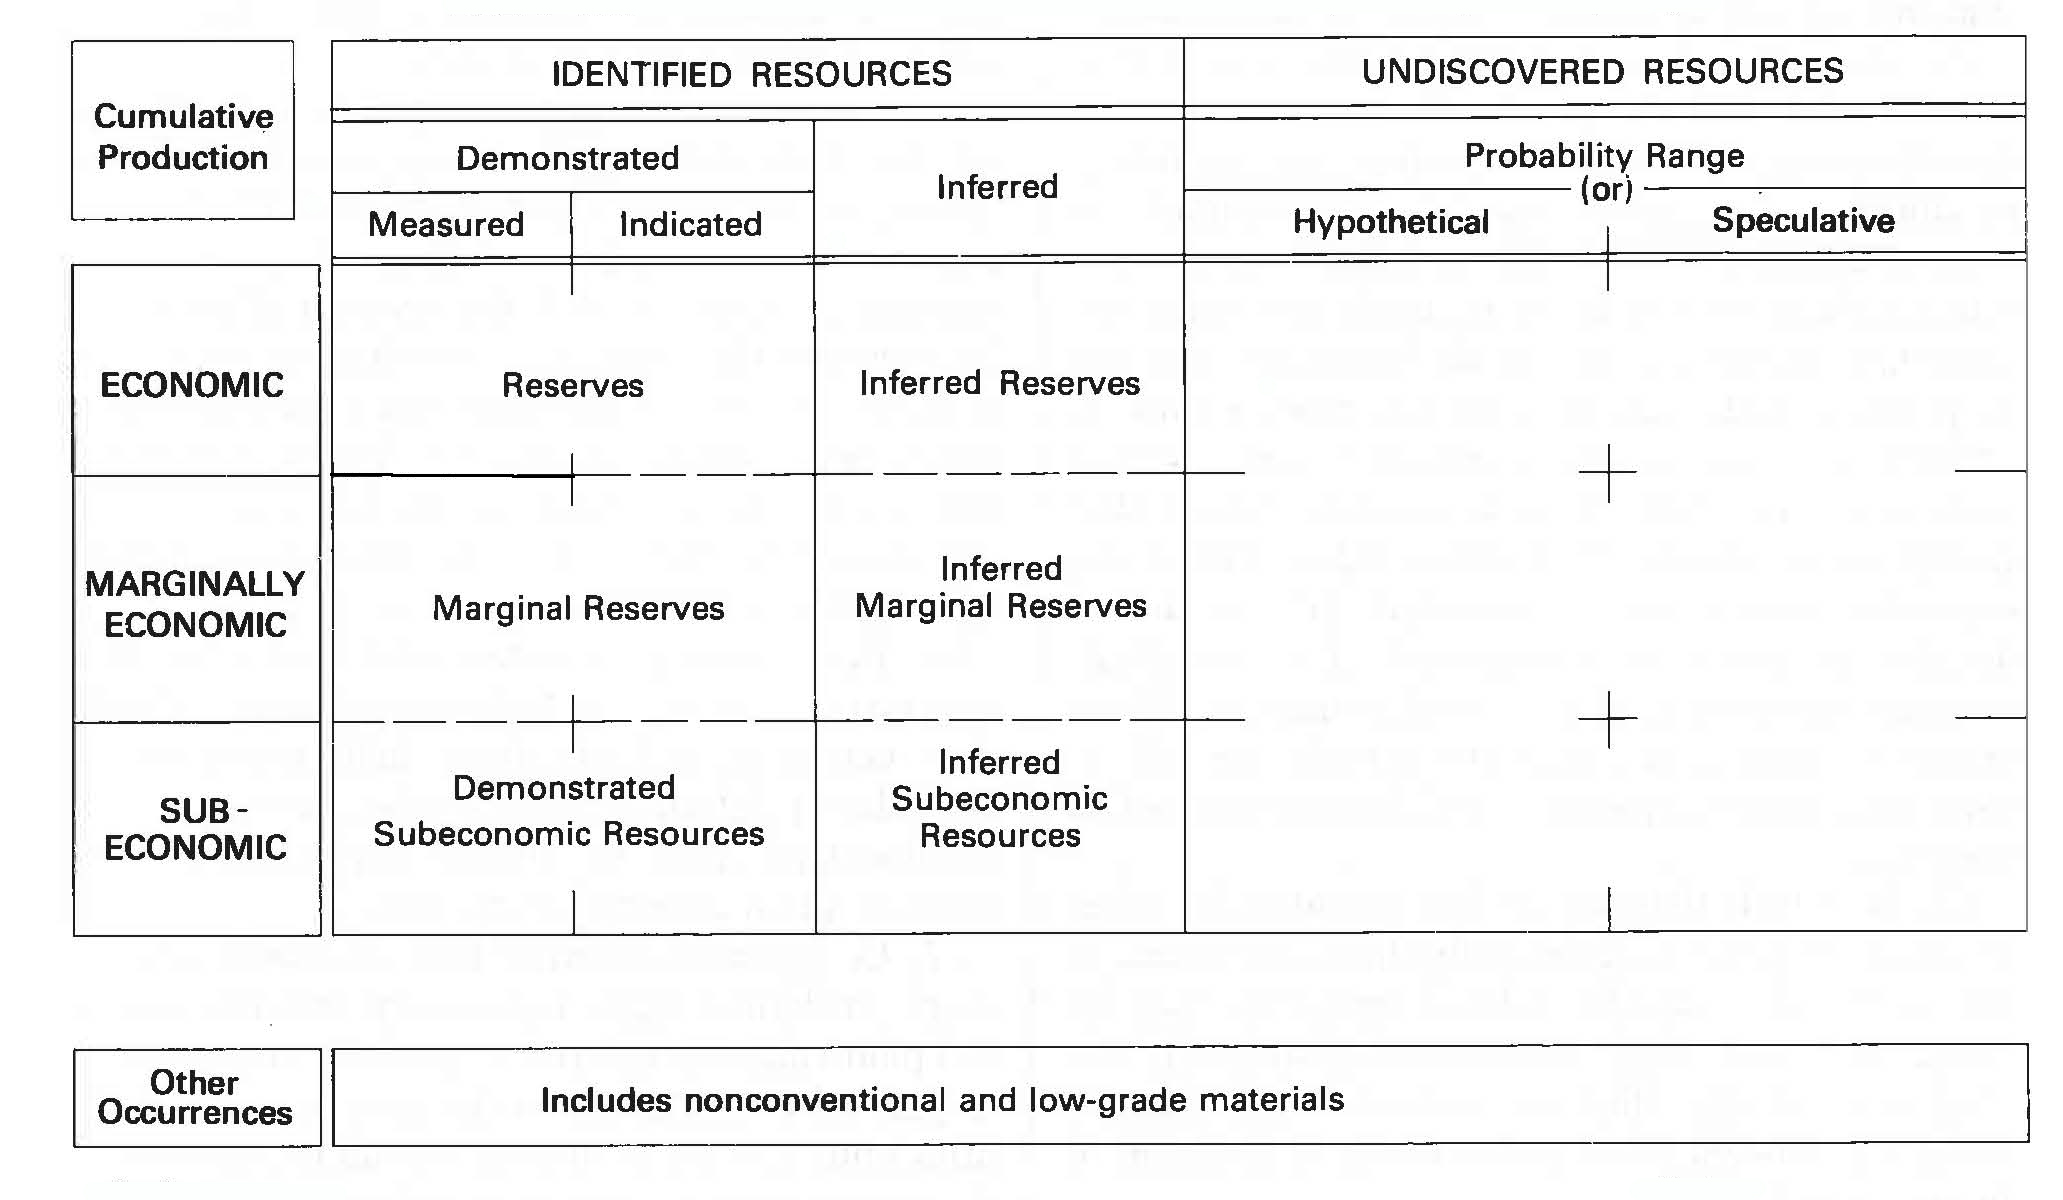 Cumulative
Production
IDENTIFIED RESOURCES
UNDISCOVERED RESOURCES
Demonstrated
Inferred
Probability Range
(or)
Measured
Indicated
Hypothetical
Speculative
ECONOMIC
Reserves
Inferred Reserves
MARGINALLY
ECONOMIC
Marginal Reserves
Inferred
Marginal Reserves
SUB-
ECONOMIC
Demonstrated
Subeconomic Resources
Inferred
Subeconomic
Resources
Other
Occurrences
Includes nonconventional and low-grade materials